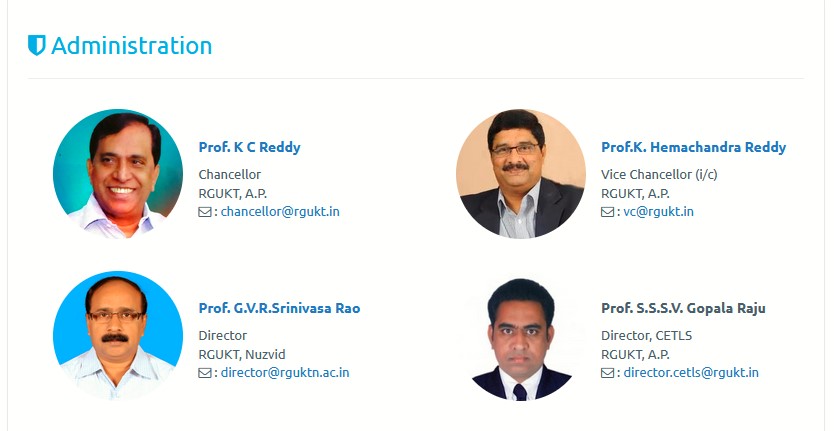 Administration
Prof. K C Reddy
Chancellor
RGUKT, A.P.
: chancellor@rgukt.in
Prof.K. Hemachandra Reddy
Vice Chancellor (i/c)
RGUKT, A.P.
: vc@rgukt.in
Prof. G.V.R.Srinivasa Rao
Director
RGUKT, Nuzvid
: director@rguktn.ac.in
Prof. S.S.S.V. Gopala Raju
Director, CETLS
RGUKT, A.P.
: director.cetls@rgukt.in